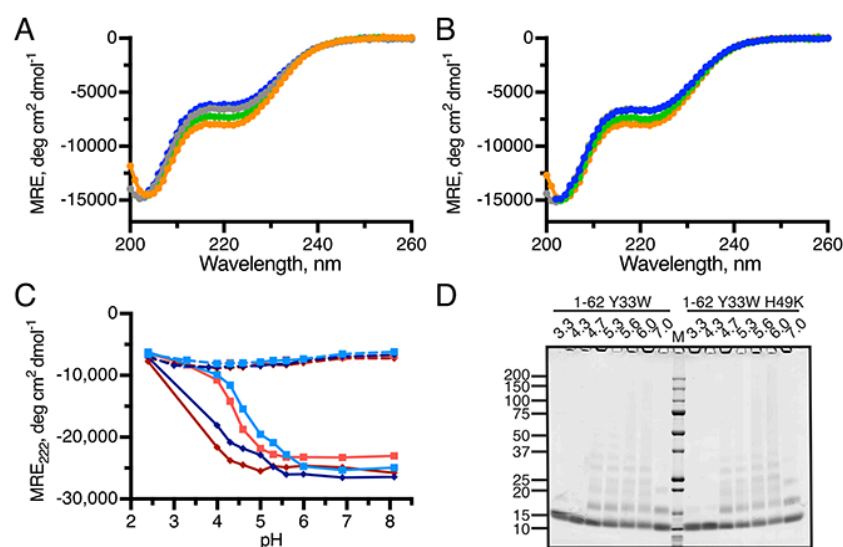 A
B
0
-5000
-10000
-15000
MRE, deg cm² dmol⁻¹
200 220 240 260
Wavelength, nm
0
-5000
-10000
-15000
MRE, deg cm² dmol⁻¹
200 220 240 260
Wavelength, nm
C
D
0
-10,000
-20,000
-30,000
MRE₂₂₂, deg cm² dmol⁻¹
2 3 4 5 6 7 8
pH
1-62 Y33W 1-62 Y33W H49K
3.3 4.3 4.7 5.3 5.6 6.0 7.0 M 3.3 4.3 4.7 5.3 5.6 6.0 7.0
200
150
100
75
50
37
25
20
15
10